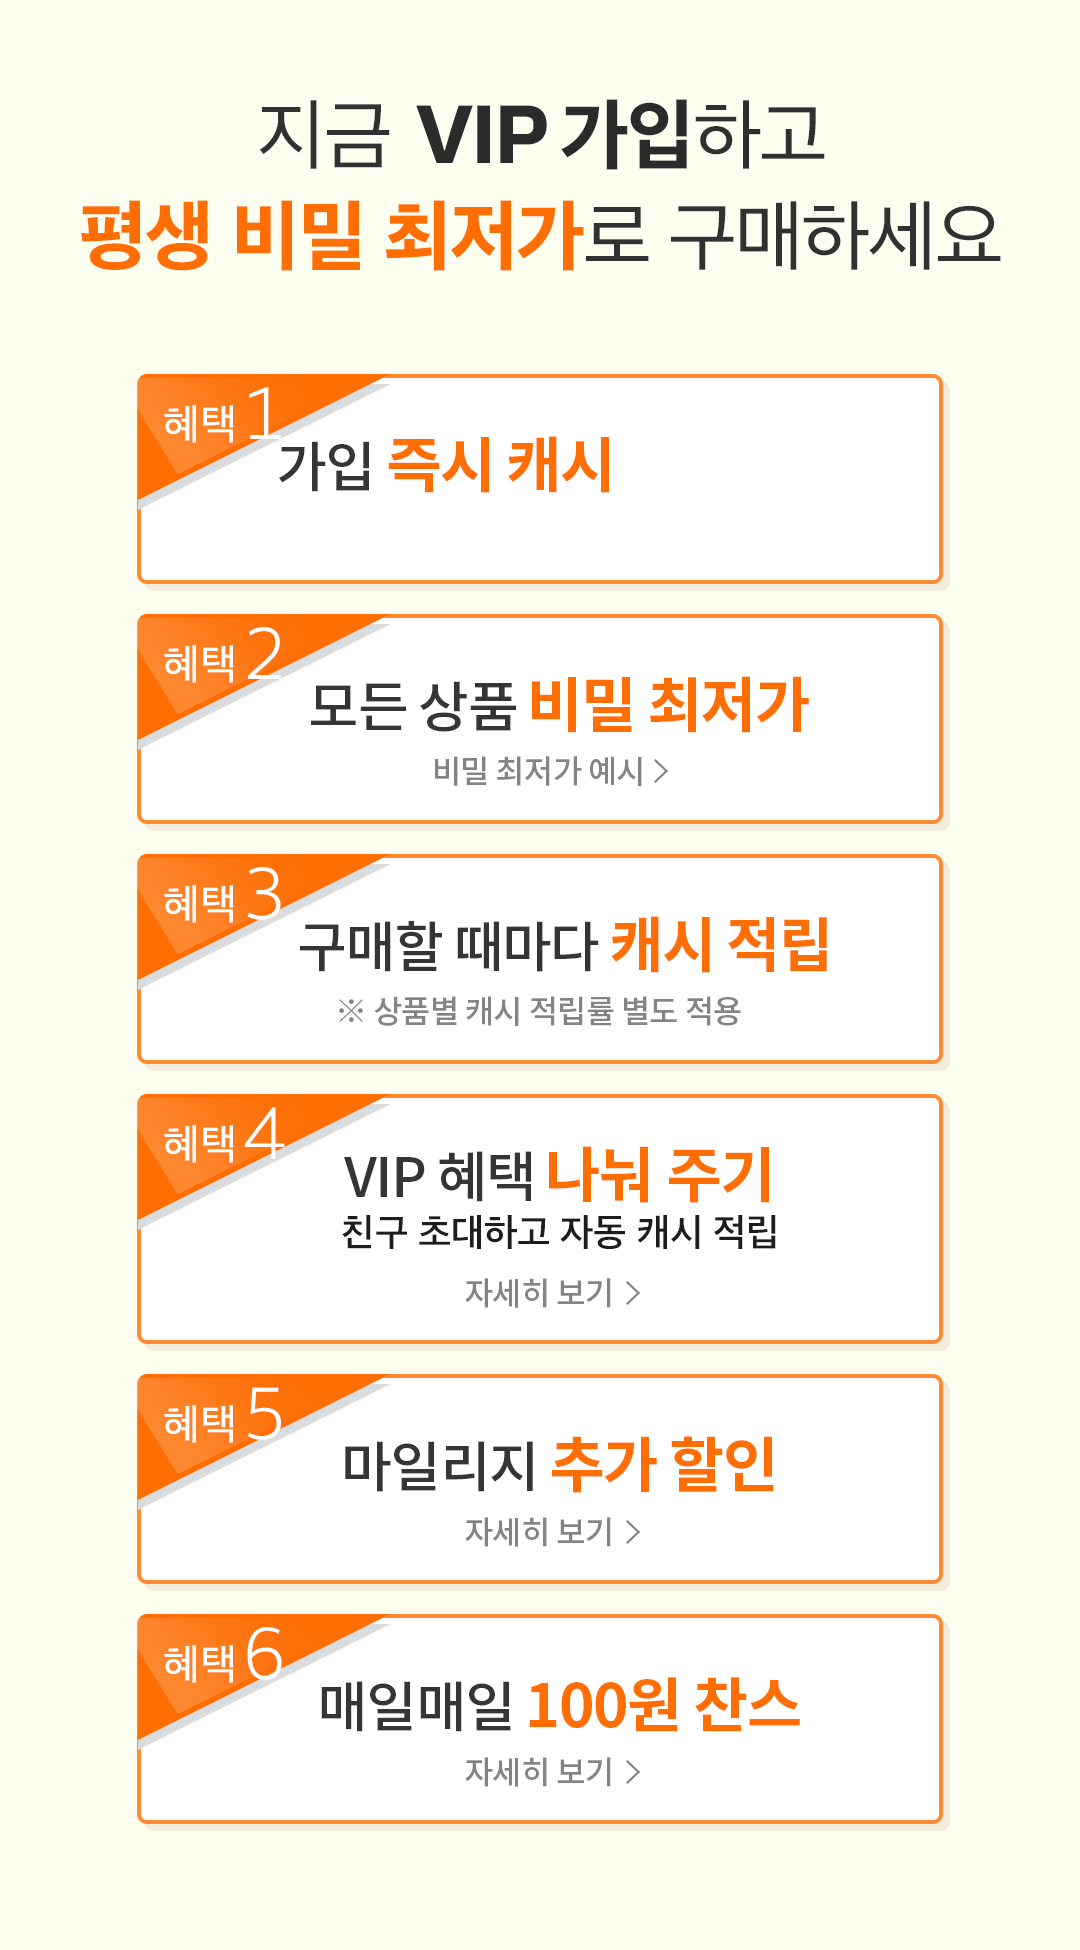 지금 VIP 가입하고
평생 비밀 최저가로 구매하세요
혜택 1
가입 즉시 캐시
혜택 2
모든 상품 비밀 최저가
비밀 최저가 예시 >
혜택 3
구매할 때마다 캐시 적립
※ 상품별 캐시 적립률 별도 적용
혜택 4
VIP 혜택 나눠 주기
친구 초대하고 자동 캐시 적립
자세히 보기 >
혜택 5
마일리지 추가 할인
자세히 보기 >
혜택 6
매일매일 100원 찬스
자세히 보기 >